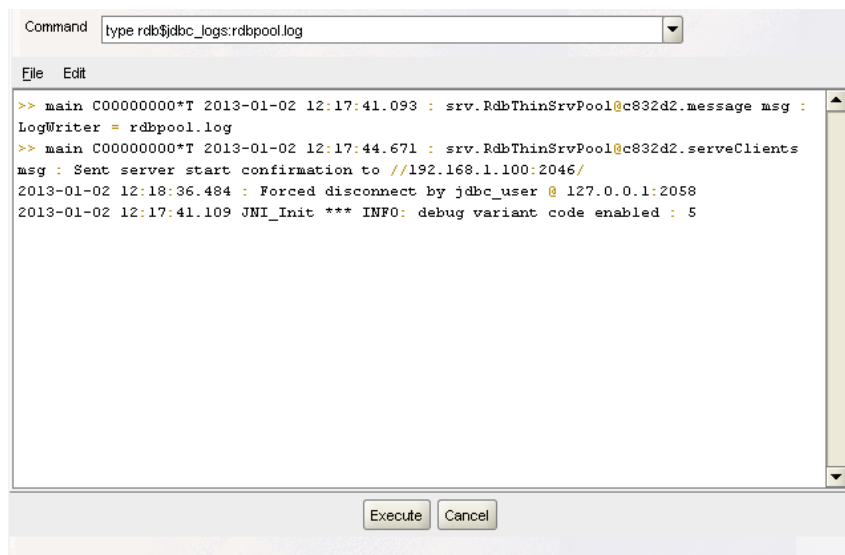 Command type rdb$jdbc_logs:rdbpool.log
File Edit
>> main C00000000*T 2013-01-02 12:17:41.093 : srv.RdbThinSrvPool@c832d2.message msg :
LogWriter = rdbpool.log
>> main C00000000*T 2013-01-02 12:17:44.671 : srv.RdbThinSrvPool@c832d2.serveClients
msg : Sent server start confirmation to //192.168.1.100:2046/
2013-01-02 12:18:36.484 : Forced disconnect by jdbc_user @ 127.0.0.1:2058
2013-01-02 12:17:41.109 JNI_Init *** INFO: debug variant code enabled : 5
Execute Cancel